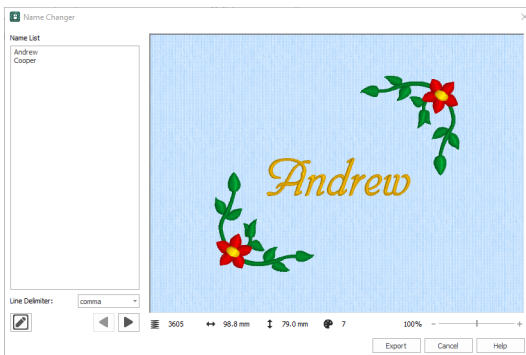 Name Changer
Name List
Andrew
Cooper
Andrew
Line Delimiter:
comma
3605
98.8 mm
79.0 mm
7
100%
Export
Cancel
Help